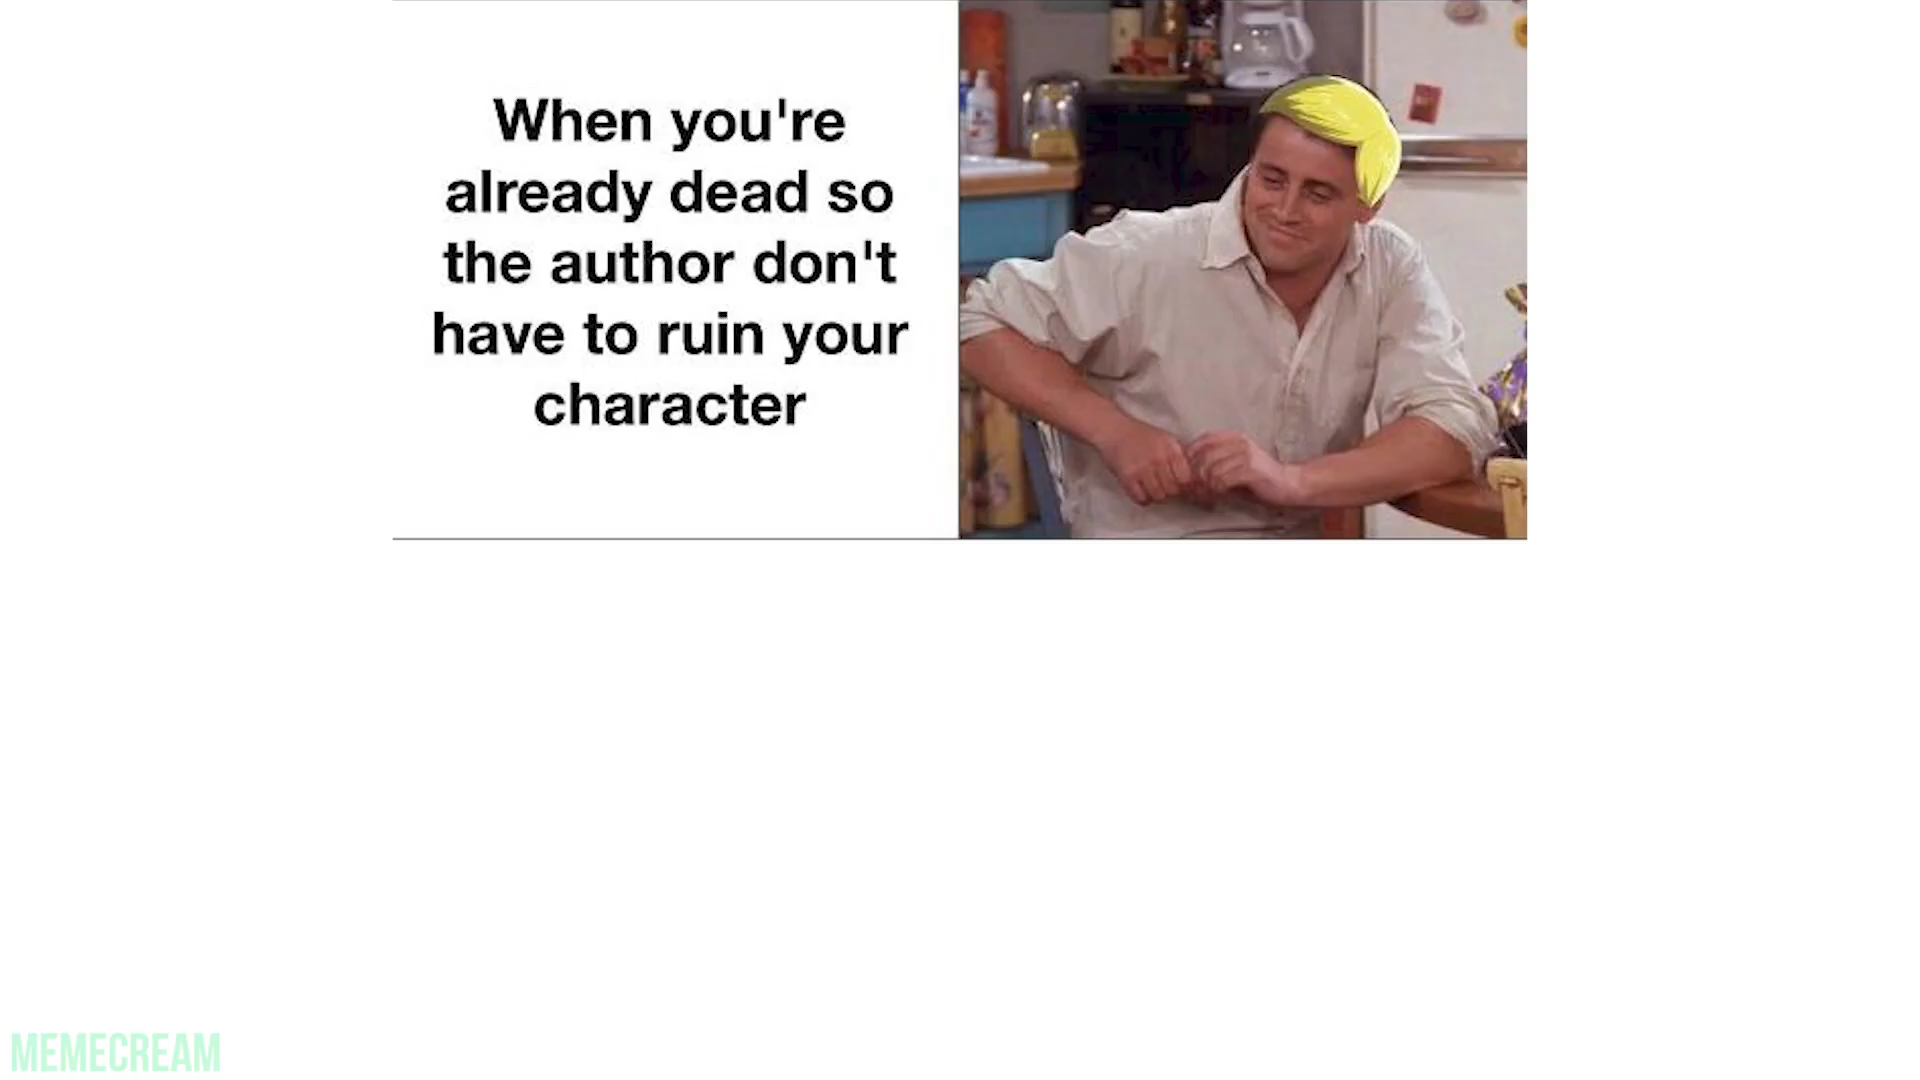 When you're
already dead so
the author don't
have to ruin your
character
MEMECREAM